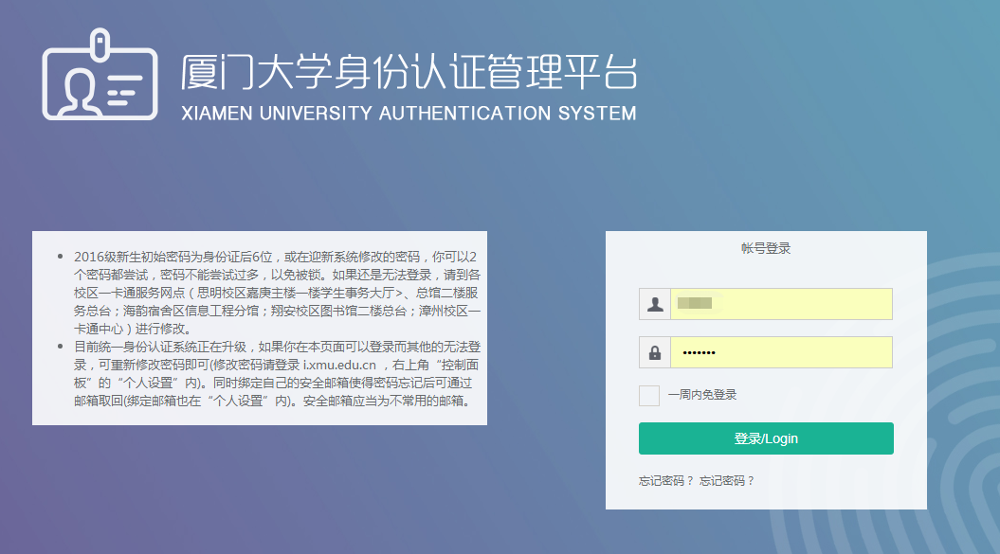 厦门大学身份认证管理平台
XIAMEN UNIVERSITY AUTHENTICATION SYSTEM
2016级新生初始密码为身份证后6位，或在迎新系统修改的密码，你可以2
个密码都尝试，密码不能尝试过多，以免被锁。如果还是无法登录，请到各
校区一卡通服务网点（思明校区嘉庚主楼一楼学生事务大厅>、总馆二楼服
务总台；海韵宿舍区信息工程分馆；翔安校区图书馆二楼总台；漳州校区一
卡通中心）进行修改。
目前统一身份认证系统正在升级，如果你在本页面可以登录而其他的无法登
录，可重新修改密码即可(修改密码请登录 i.xmu.edu.cn ，右上角“控制面
板”的“个人设置”内)。同时绑定自己的安全邮箱使得密码忘记后可通过
邮箱取回(绑定邮箱也在“个人设置”内)。安全邮箱应当为不常用的邮箱。
帐号登录
•••••••
一周内免登录
登录/Login
忘记密码？ 忘记密码？